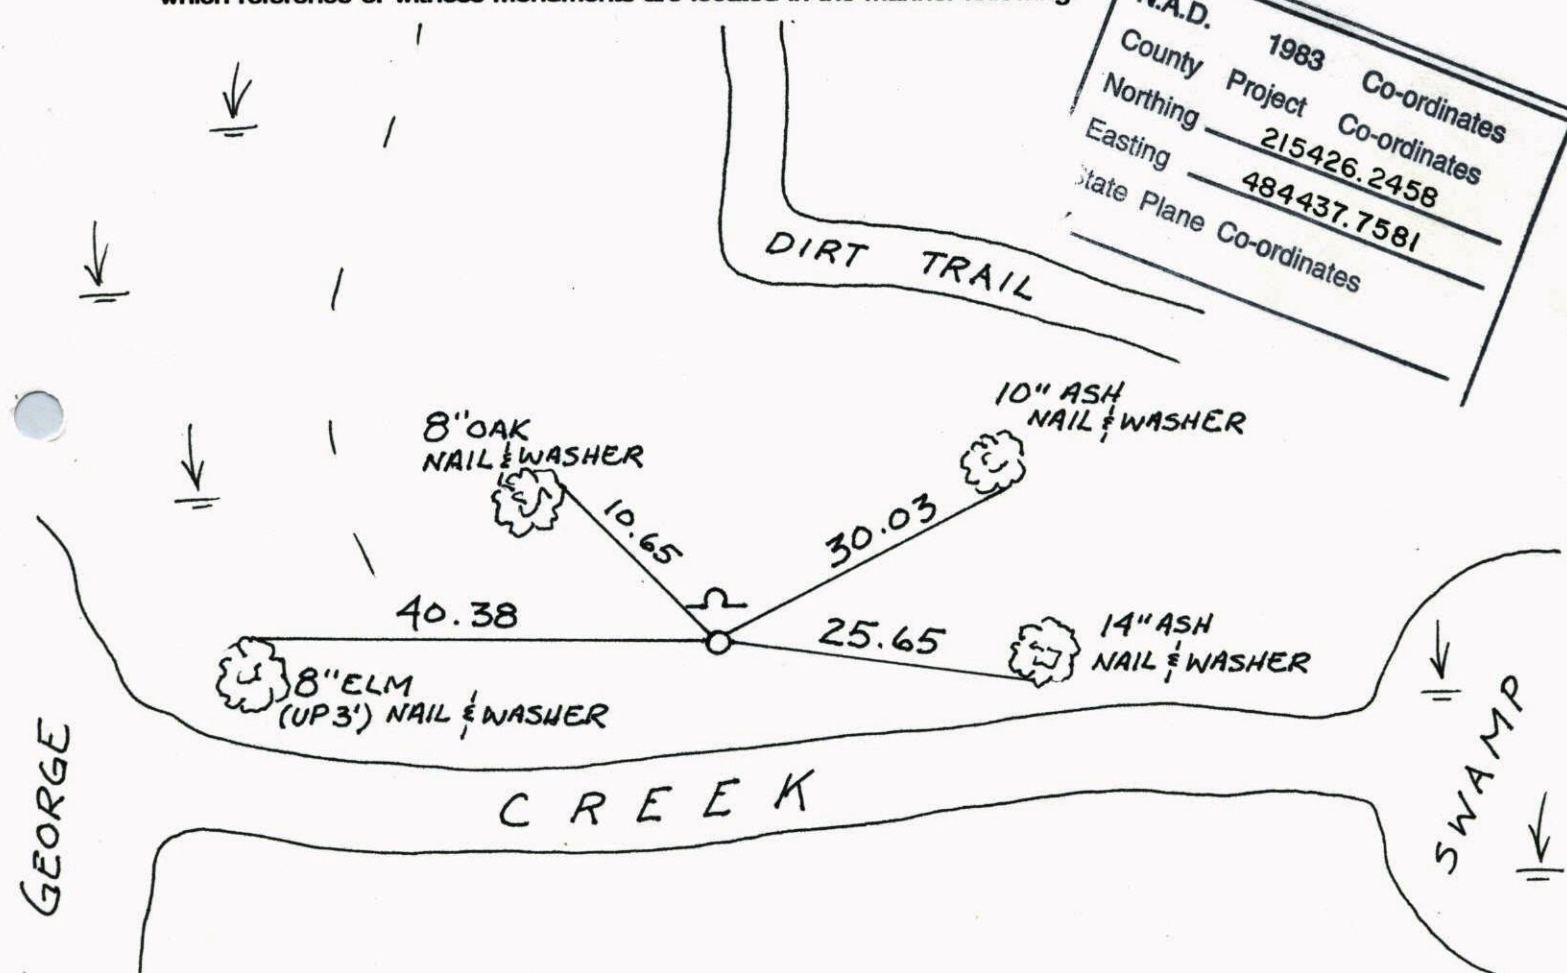 N.A.D. 1983 Co-ordinates
County Project Co-ordinates
Northing 215426.2458
Easting 484437.7581
State Plane Co-ordinates
DIRT TRAIL
10" ASH
NAIL & WASHER
8" OAK
NAIL & WASHER
10.65
30.03
40.38
25.65
14" ASH
NAIL & WASHER
8" ELM
(UP 3') NAIL & WASHER
CREEK
GEORGE
SWAMP